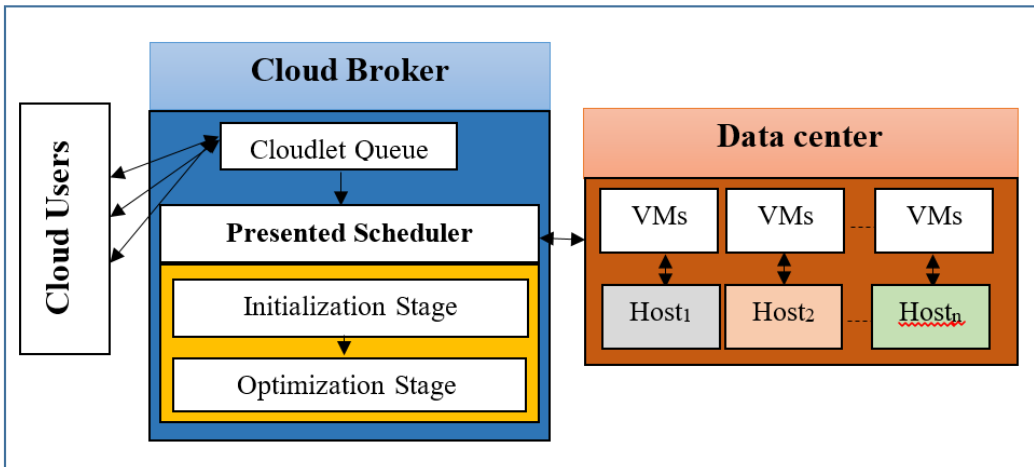 Cloud Users
Cloud Broker
Cloudlet Queue
Presented Scheduler
Initialization Stage
Optimization Stage
Data center
VMs VMs ---- VMs
Host₁ Host₂ ---- Hostₙ